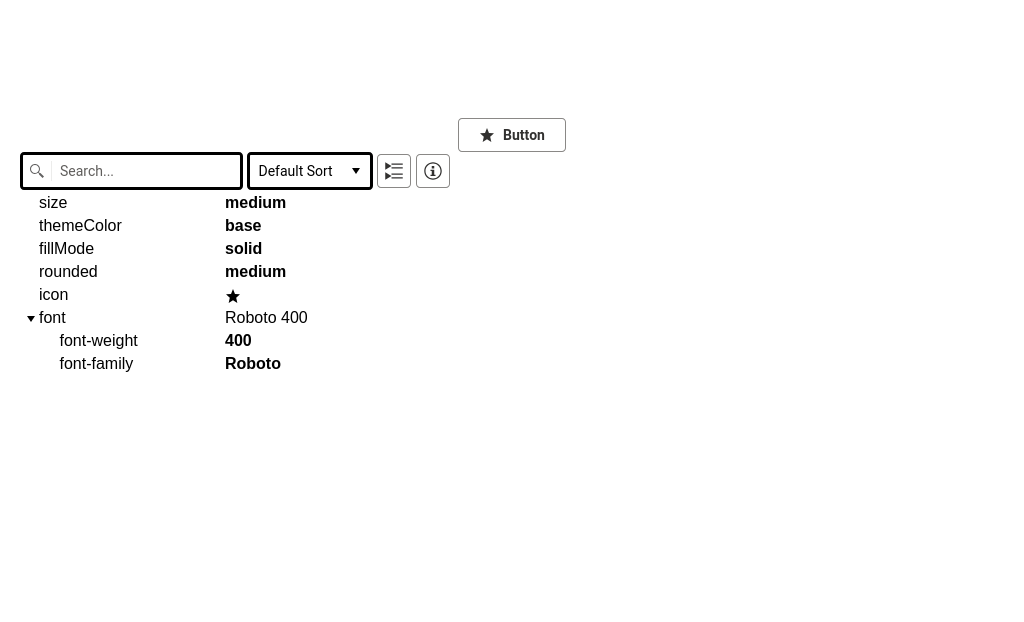 Button
Search... Default Sort
size medium
themeColor base
fillMode solid
rounded medium
icon
font Roboto 400
font-weight 400
font-family Roboto